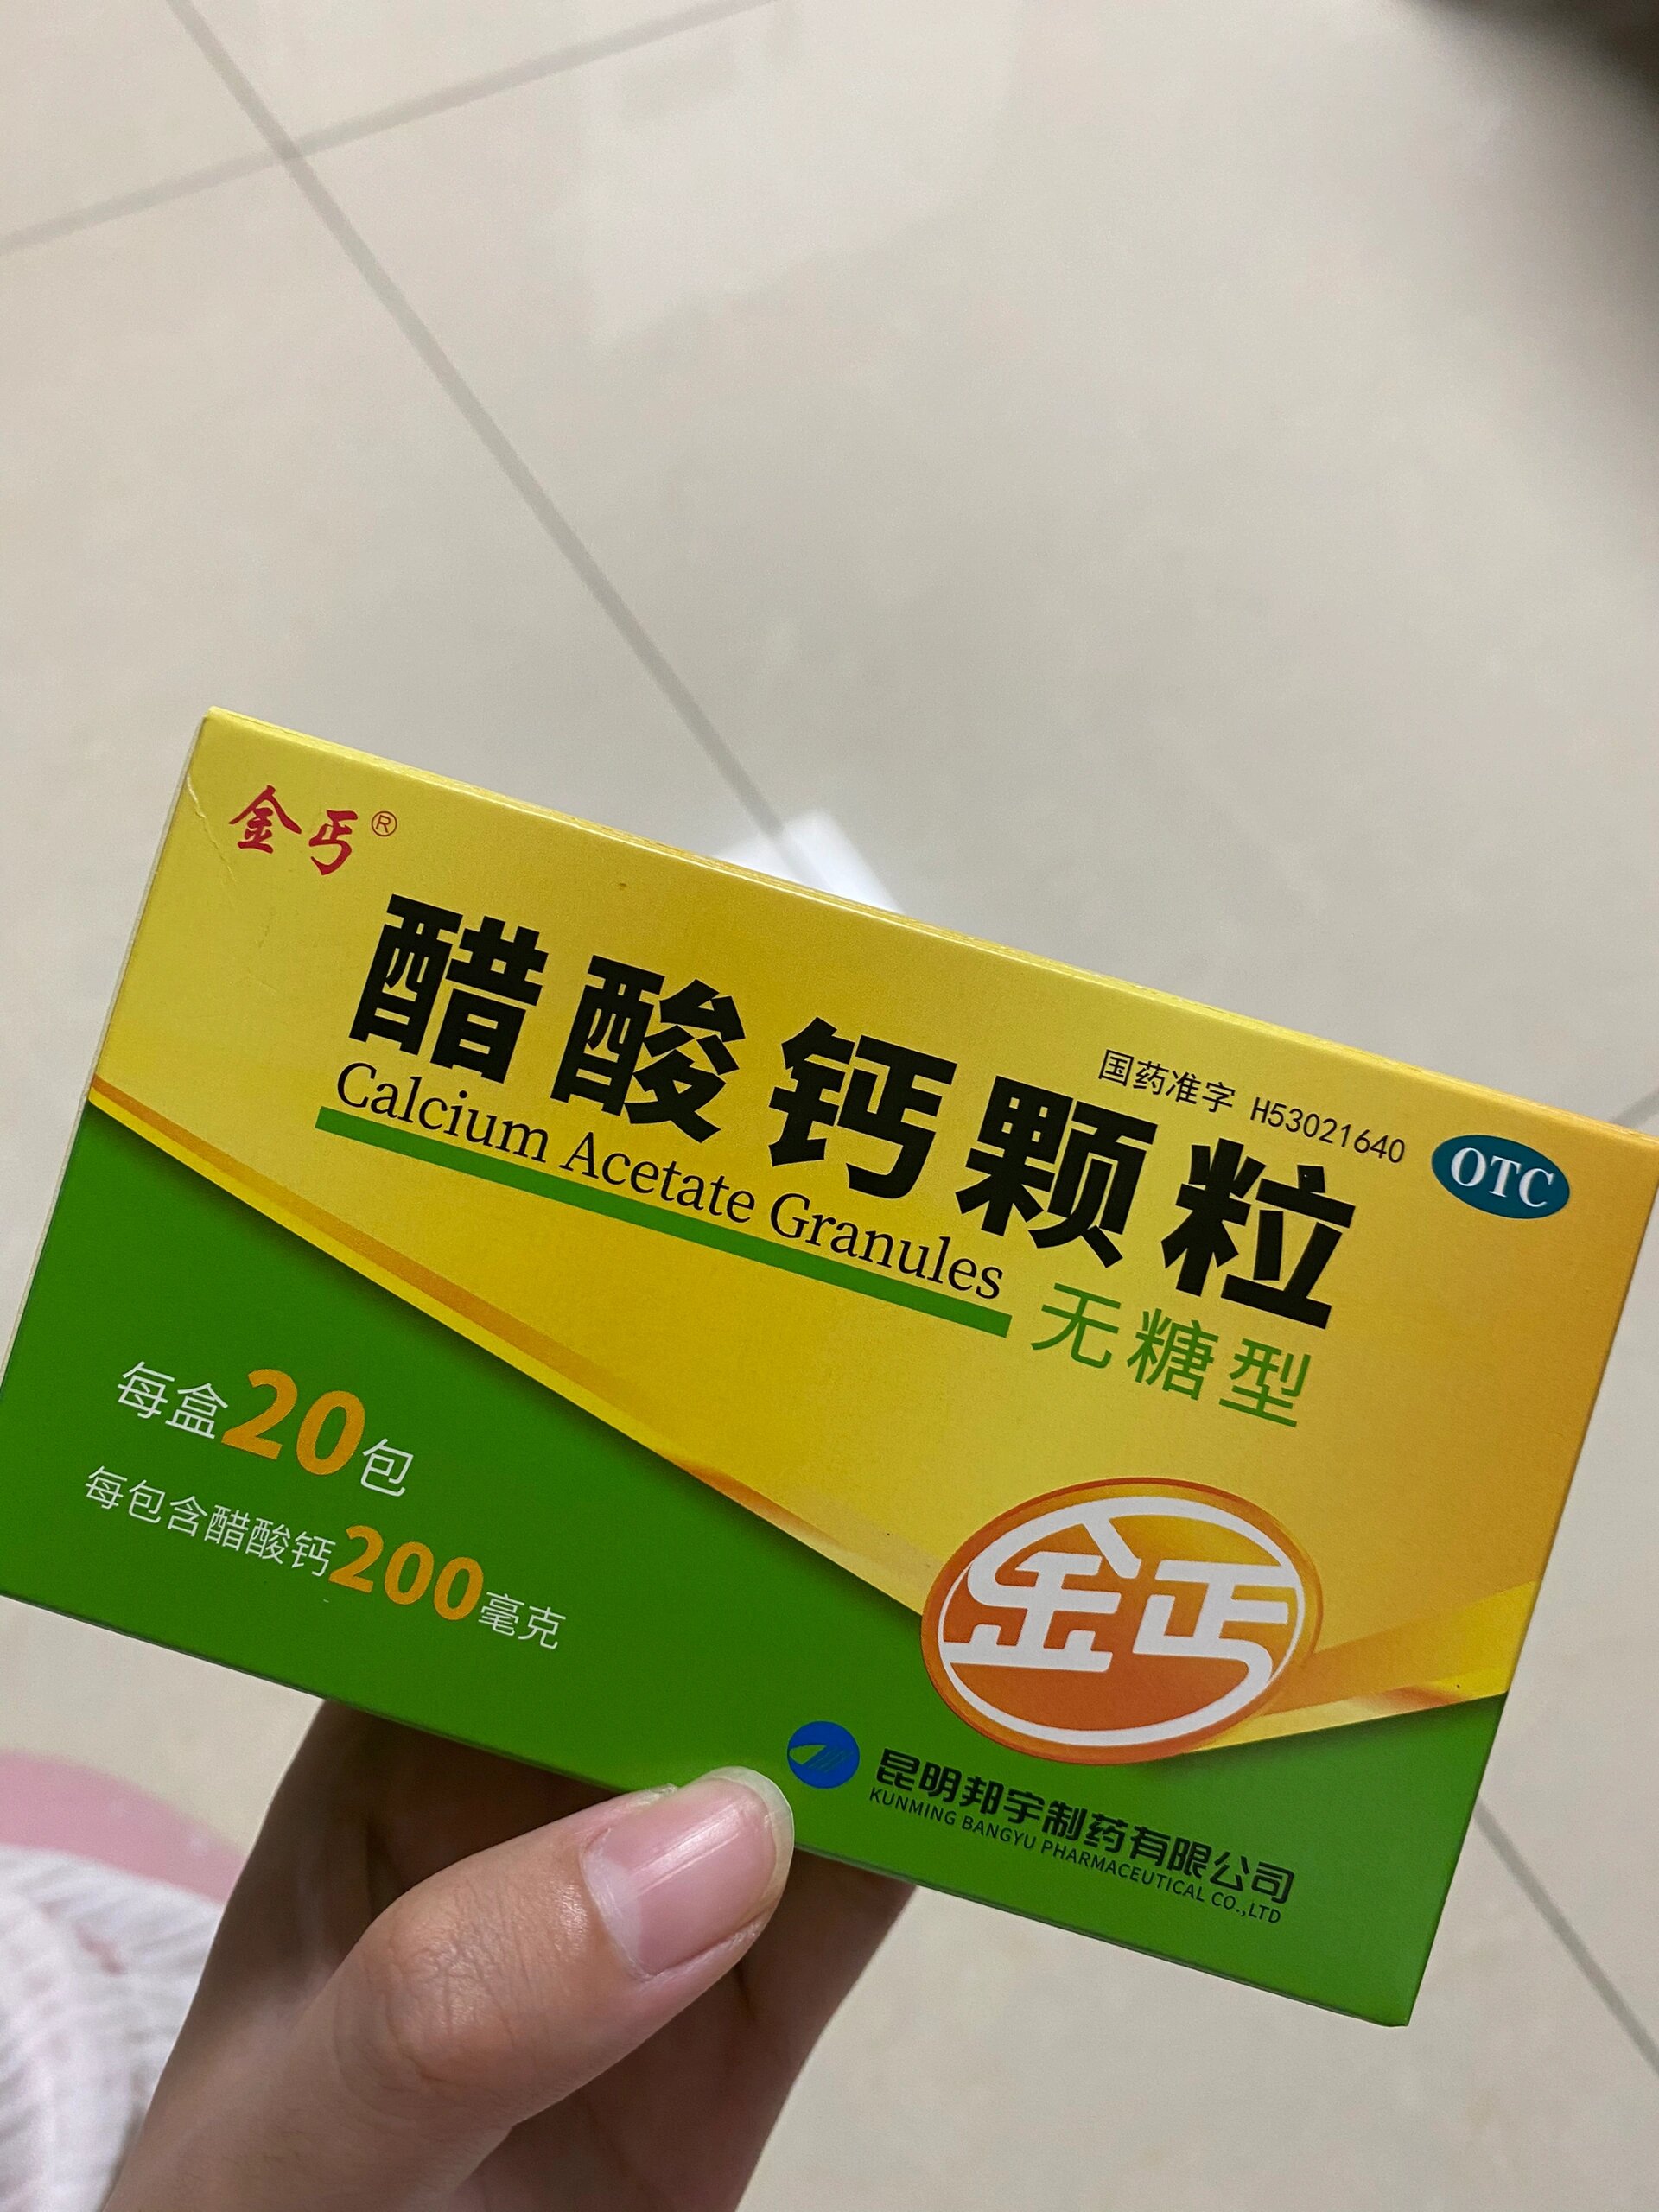 金丐®
国药准字 H53021640
OTC
醋酸钙颗粒
Calcium Acetate Granules
无糖型
每盒20包
每包含醋酸钙200毫克
金丐
昆明邦宇制药有限公司
KUNMING BANGYU PHARMACEUTICAL CO.,LTD